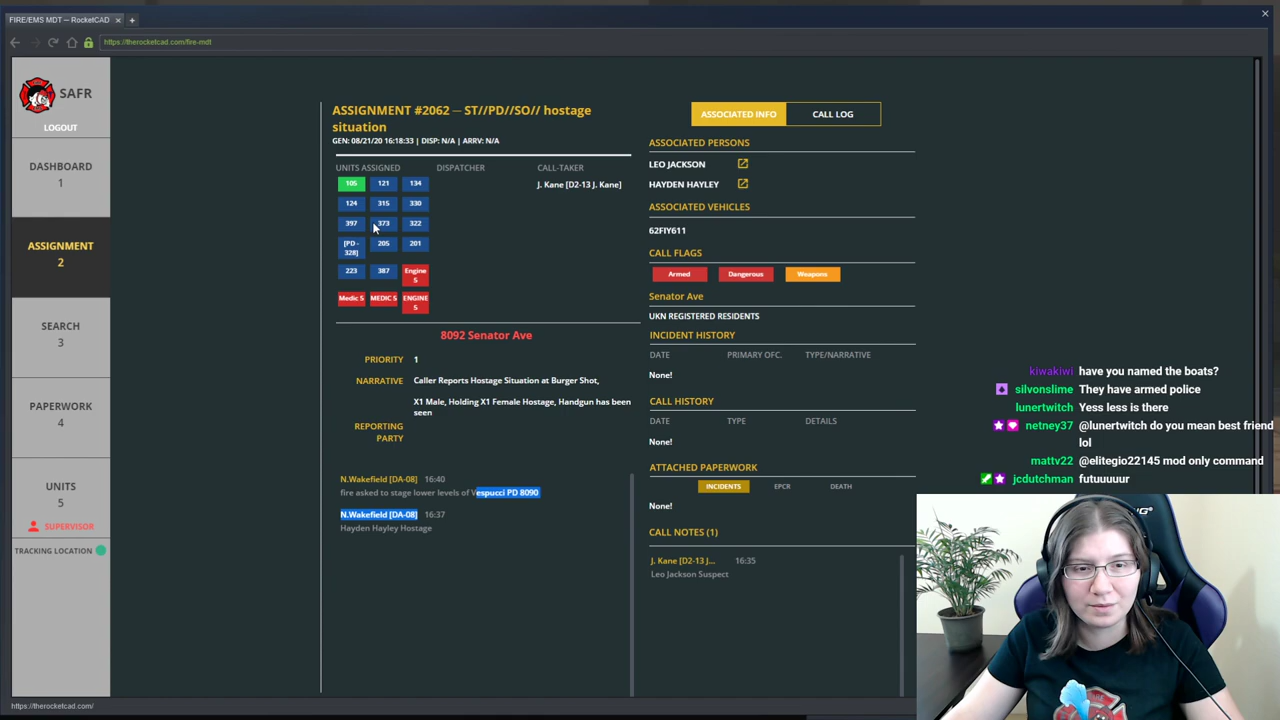 FIRE/EMS MDT — RocketCAD
https://therocketcad.com/fire-mdt
SAFR
LOGOUT
DASHBOARD
1
ASSIGNMENT
2
SEARCH
3
PAPERWORK
4
UNITS
5
SUPERVISOR
TRACKING LOCATION
ASSIGNMENT #2062 — ST//PD//SO// hostage
situation
GEN: 08/21/20 16:18:33 | DISP: N/A | ARRV: N/A
UNITS ASSIGNED DISPATCHER CALL-TAKER
105 121 134 J. Kane [D2-13 J. Kane]
124 315 330
397 373 322
[PD - 328] 205 201
223 387 Engine 5
Medic 5 MEDIC 5 ENGINE 5
8092 Senator Ave
PRIORITY 1
NARRATIVE Caller Reports Hostage Situation at Burger Shot,
X1 Male, Holding X1 Female Hostage, Handgun has been
seen
REPORTING
PARTY
N.Wakefield [DA-08] 16:40
fire asked to stage lower levels of Vespucci PD 8090
N.Wakefield [DA-08] 16:37
Hayden Hayley Hostage
ASSOCIATED INFO CALL LOG
ASSOCIATED PERSONS
LEO JACKSON
HAYDEN HAYLEY
ASSOCIATED VEHICLES
62FIY611
CALL FLAGS
Armed Dangerous Weapons
Senator Ave
UKN REGISTERED RESIDENTS
INCIDENT HISTORY
DATE PRIMARY OFC. TYPE/NARRATIVE
None!
CALL HISTORY
DATE TYPE DETAILS
None!
ATTACHED PAPERWORK
INCIDENTS EPCR DEATH
None!
CALL NOTES (1)
J. Kane [D2-13 J... 16:35
Leo Jackson Suspect
kiwakiwi have you named the boats?
silvonslime They have armed police
lunertwitch Yess less is there
netney37 @lunertwitch do you mean best friend
lol
mattv22 @elitegio22145 mod only command
jcdutchman futuuuur
https://therocketcad.com/